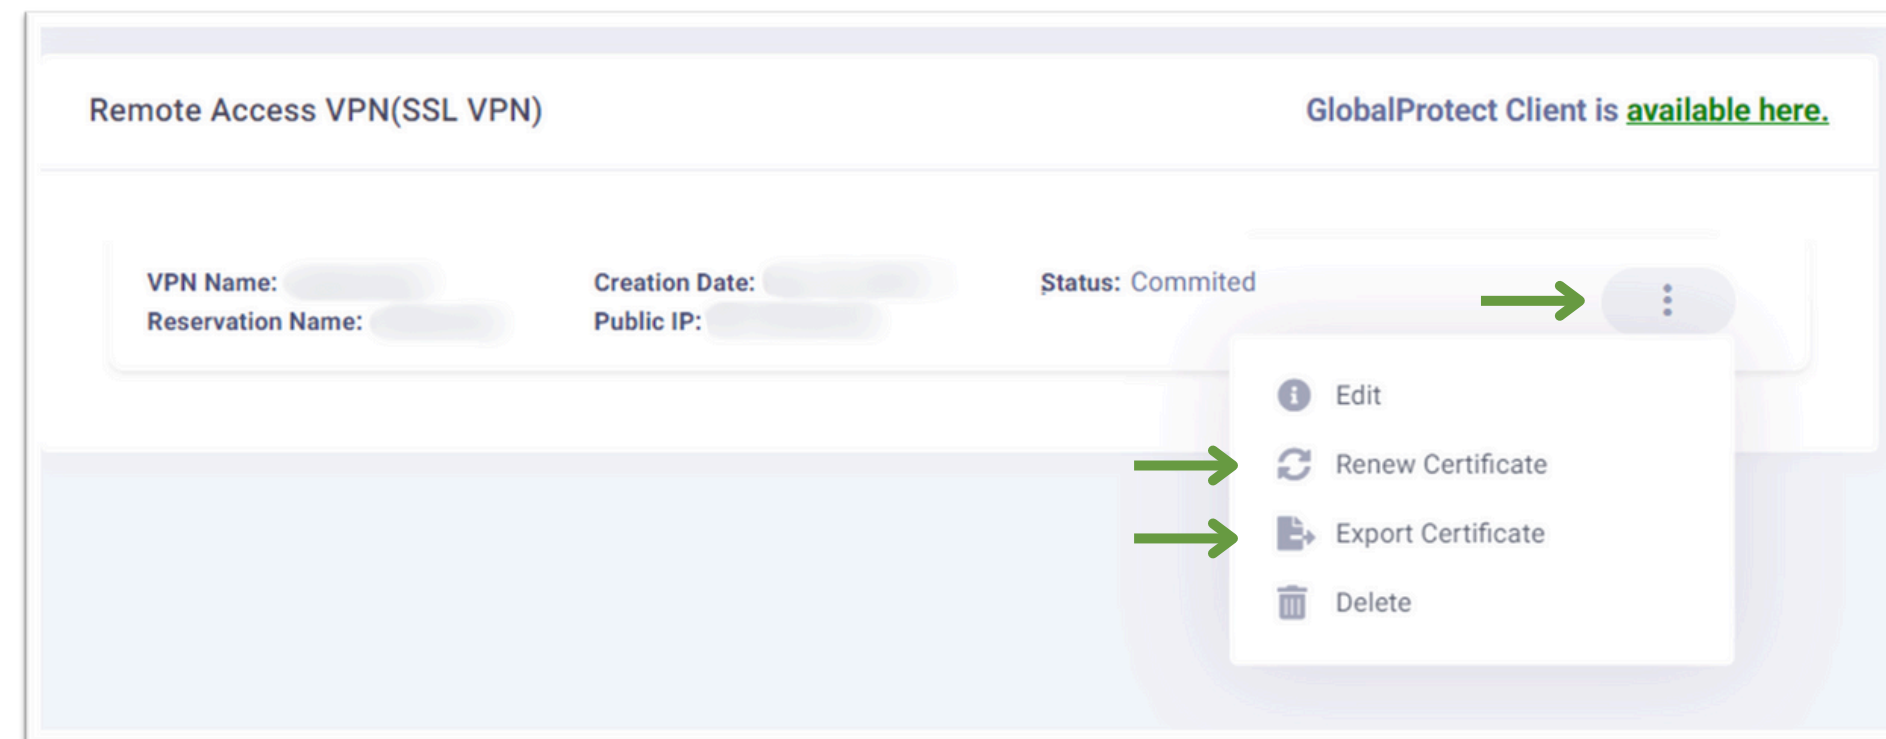 Remote Access VPN(SSL VPN)
GlobalProtect Client is available here.
VPN Name:
Creation Date:
Status: Commited
Reservation Name:
Public IP:
Edit
Renew Certificate
Export Certificate
Delete